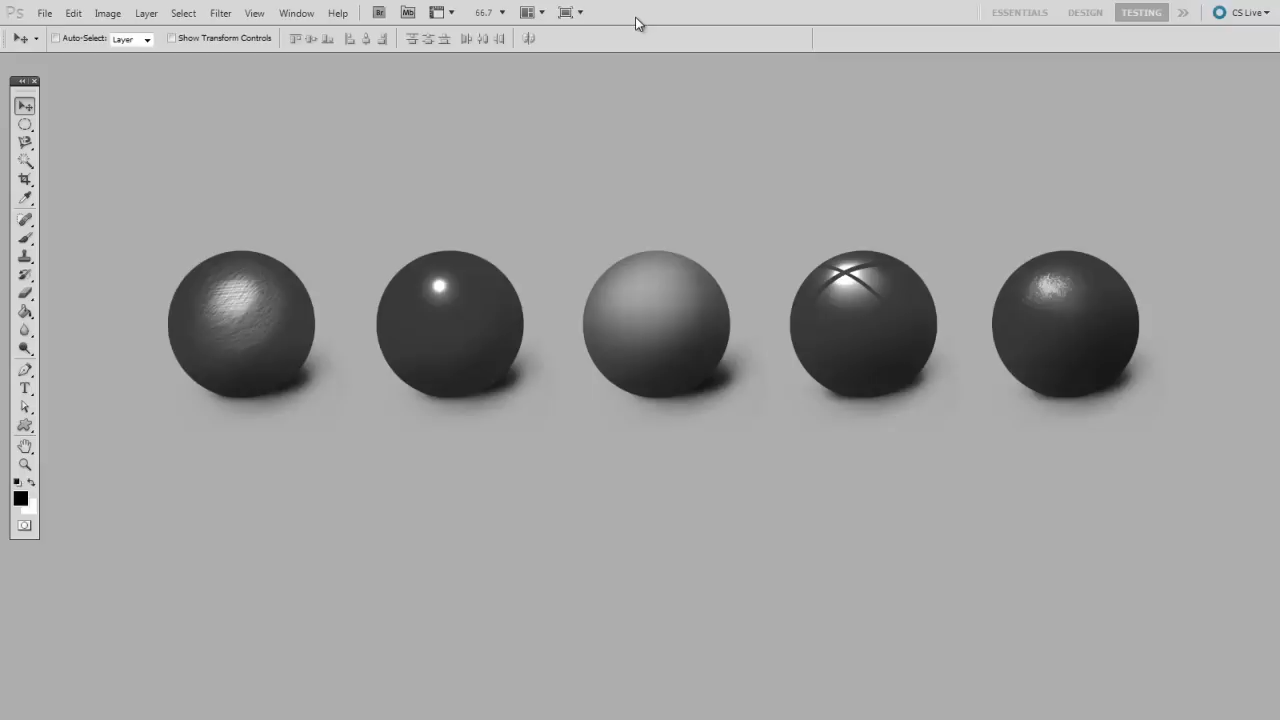 Ps File Edit Image Layer Select Filter View Window Help Br Mb 66.7 ESSENTIALS DESIGN TESTING CS Live
Auto-Select: Layer Show Transform Controls
T